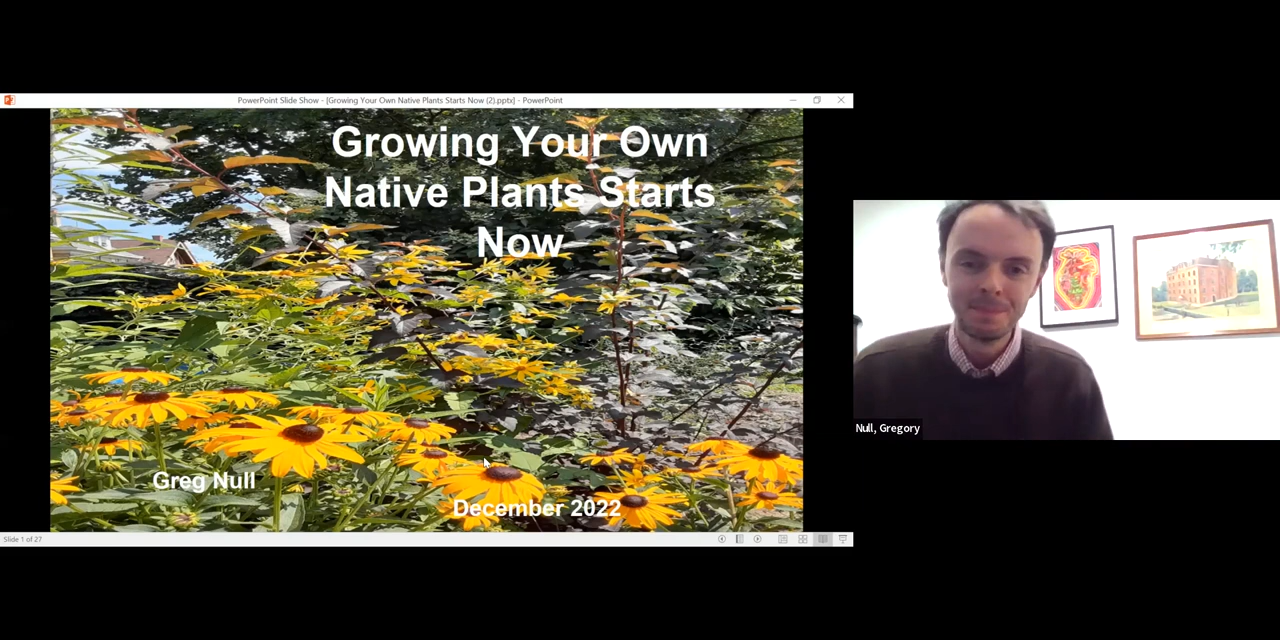 PowerPoint Slide Show - [Growing Your Own Native Plants Starts Now (2).pptx] - PowerPoint
Growing Your Own
Native Plants Starts
Now
Greg Null
December 2022
Slide 1 of 27
Null, Gregory